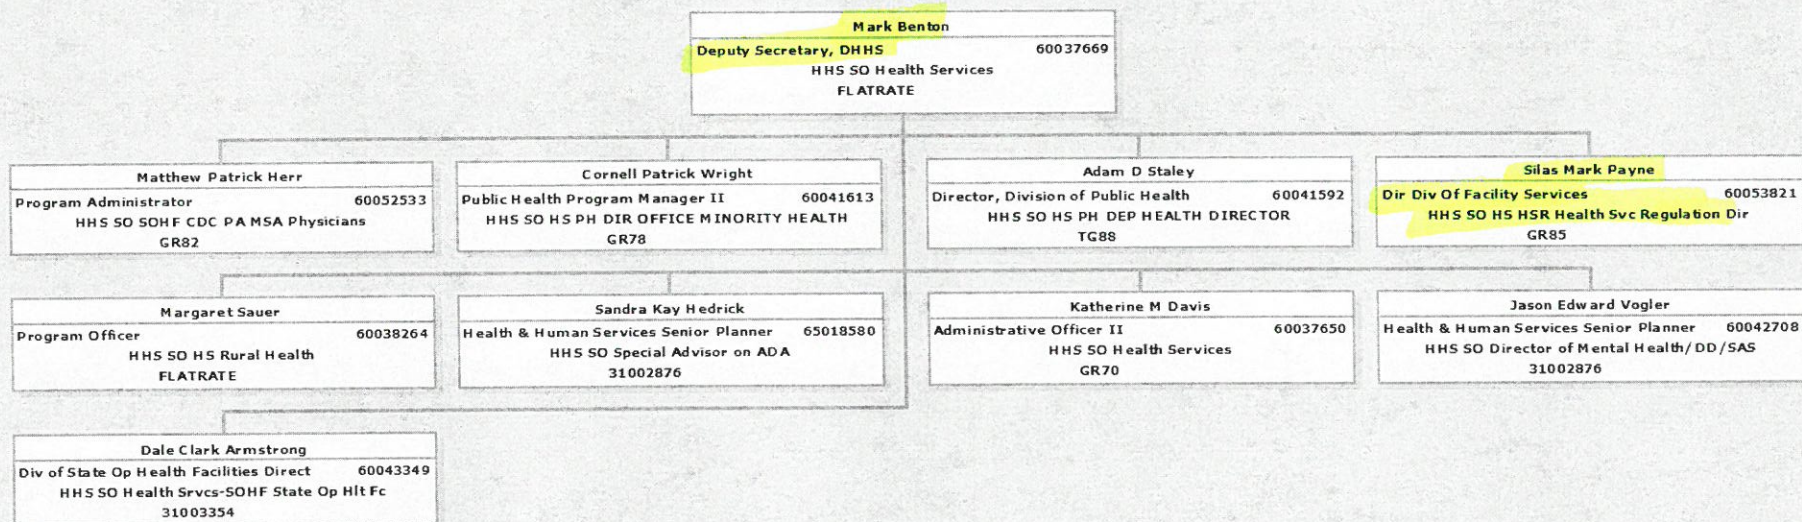 Mark Benton
Deputy Secretary, DHHS 60037669
HHS SO Health Services
FLATRATE
Matthew Patrick Herr
Program Administrator 60052533
HHS SO SOHF CDC PA MSA Physicians
GR82
Cornell Patrick Wright
Public Health Program Manager II 60041613
HHS SO HS PH DIR OFFICE MINORITY HEALTH
GR78
Adam D Staley
Director, Division of Public Health 60041592
HHS SO HS PH DEP HEALTH DIRECTOR
TG88
Silas Mark Payne
Dir Div Of Facility Services 60053821
HHS SO HS HSR Health Svc Regulation Dir
GR85
Margaret Sauer
Program Officer 60038264
HHS SO HS Rural Health
FLATRATE
Sandra Kay Hedrick
Health & Human Services Senior Planner 65018580
HHS SO Special Advisor on ADA
31002876
Katherine M Davis
Administrative Officer II 60037650
HHS SO Health Services
GR70
Jason Edward Vogler
Health & Human Services Senior Planner 60042708
HHS SO Director of Mental Health/DD/SAS
31002876
Dale Clark Armstrong
Div of State Op Health Facilities Direct 60043349
HHS SO Health Srvcs-SOHF State Op Hlt Fc
31003354